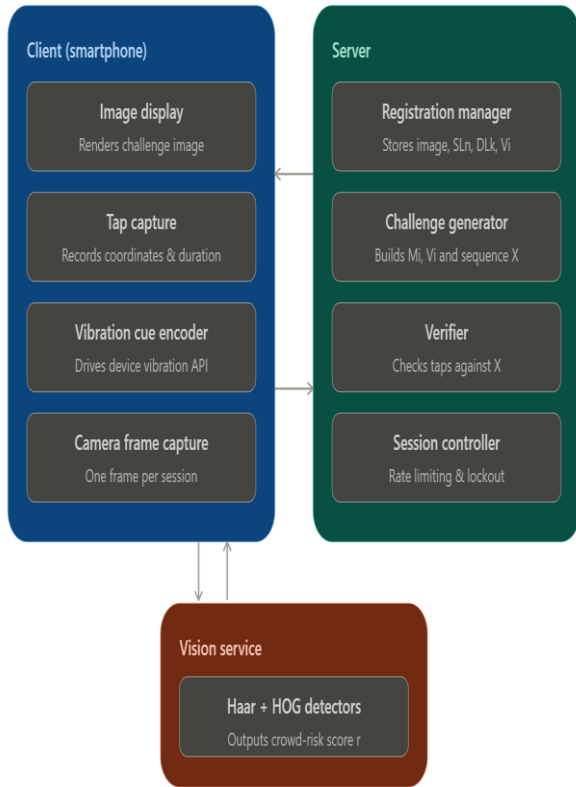 Client (smartphone)
Image display
Renders challenge image
Tap capture
Records coordinates & duration
Vibration cue encoder
Drives device vibration API
Camera frame capture
One frame per session
Server
Registration manager
Stores image, SLn, DLk, Vi
Challenge generator
Builds Mi, Vi and sequence X
Verifier
Checks taps against X
Session controller
Rate limiting & lockout
Vision service
Haar + HOG detectors
Outputs crowd-risk score r